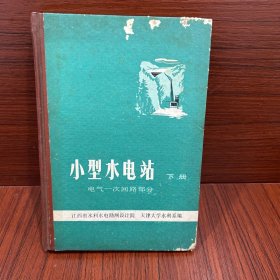 小型水电站 下册
电气一次回路部分
江西省水利水电勘测设计院 天津大学水利系编